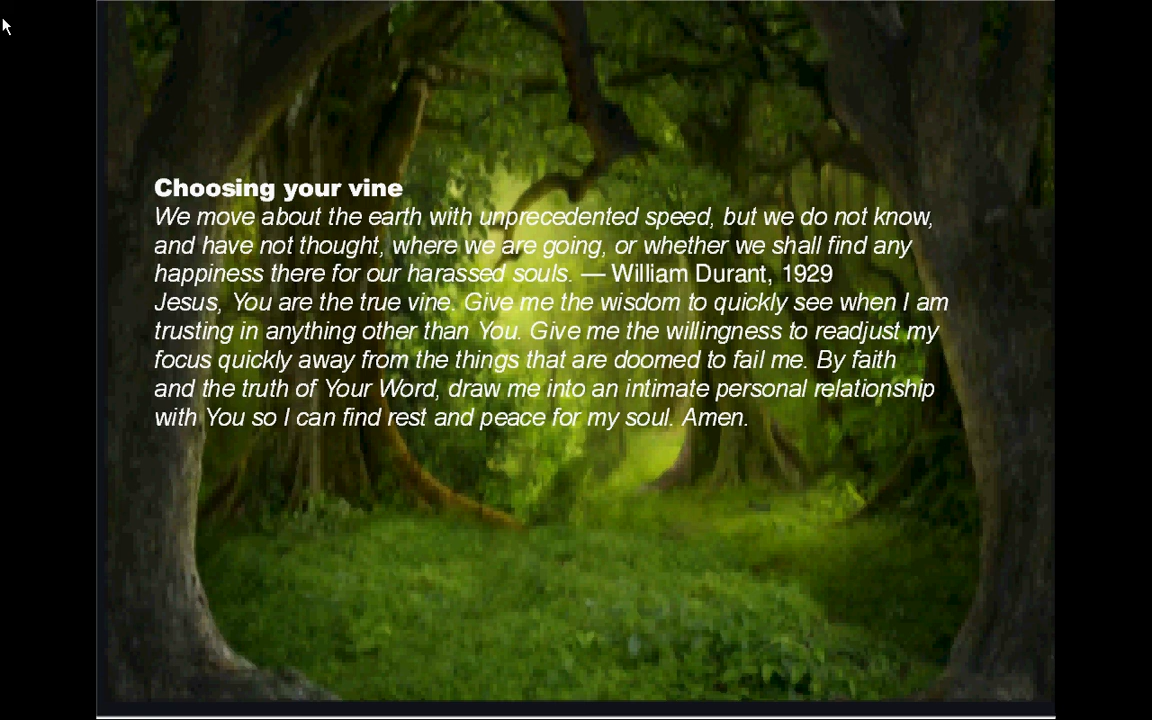 Choosing your vine
We move about the earth with unprecedented speed, but we do not know,
and have not thought, where we are going, or whether we shall find any
happiness there for our harassed souls. — William Durant, 1929
Jesus, You are the true vine. Give me the wisdom to quickly see when I am
trusting in anything other than You. Give me the willingness to readjust my
focus quickly away from the things that are doomed to fail me. By faith
and the truth of Your Word, draw me into an intimate personal relationship
with You so I can find rest and peace for my soul. Amen.